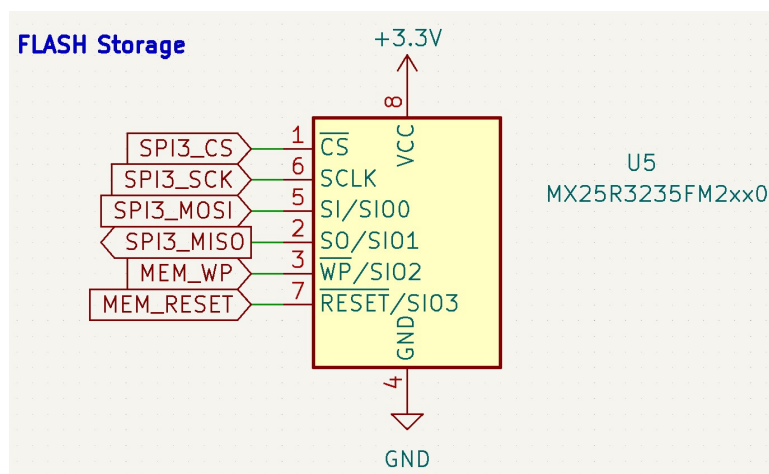 FLASH Storage
+3.3V
8
VCC
SPI3_CS 1 CS
SPI3_SCK 6 SCLK
SPI3_MOSI 5 SI/SIO0
SPI3_MISO 2 SO/SIO1
MEM_WP 3 WP/SIO2
MEM_RESET 7 RESET/SIO3
U5
MX25R3235FM2xx0
GND
4
GND